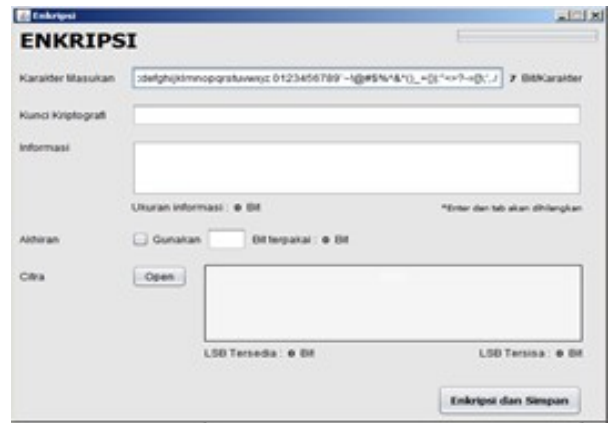 Enkripsi
ENKRIPSI
Karakter Masukan :defghijklmnopqrstuvwxyz 0123456789`~!@#$%^&*()_+{}|:"<>?-=[]\;',./ 7 Bit/Karakter
Kunci Kriptografi
Informasi
Ukuran informasi : 0 Bit *Enter dan tab akan dihilangkan
Akhiran Gunakan Bit terpakai : 0 Bit
Citra Open
LSB Tersedia : 0 Bit LSB Tersisa : 0 Bit
Enkripsi dan Simpan